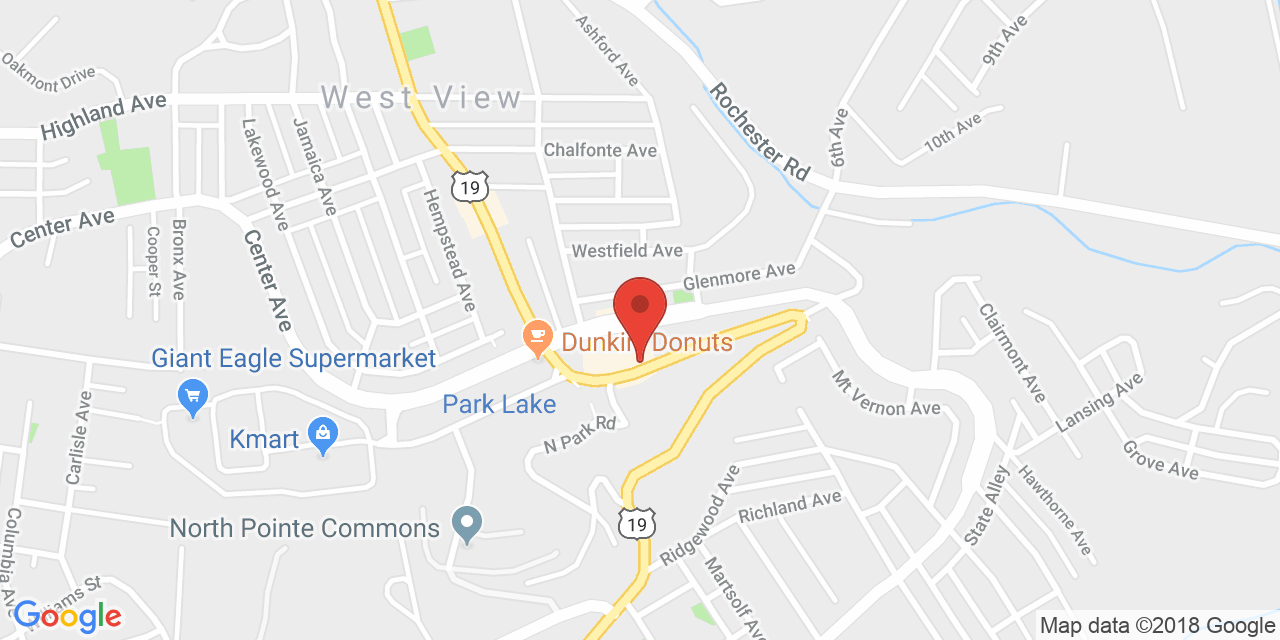 Oakmont Drive
Ashford Ave
9th Ave
West View
Highland Ave
Rochester Rd
Lakewood Ave
Jamaica Ave
6th Ave
10th Ave
Chalfonte Ave
19
Center Ave
Bronx Ave
Cooper St
Hempstead Ave
Westfield Ave
Center Ave
Glenmore Ave
Clairmont Ave
Dunkin Donuts
Giant Eagle Supermarket
Park Lake
Mt Vernon Ave
Lansing Ave
Carlisle Ave
Kmart
N Park Rd
Grove Ave
Ridgewood Ave
Richland Ave
State Alley
Hawthorne Ave
North Pointe Commons
19
Columbia Ave
Martsolf Ave
Williams St
Google
Map data ©2018 Google